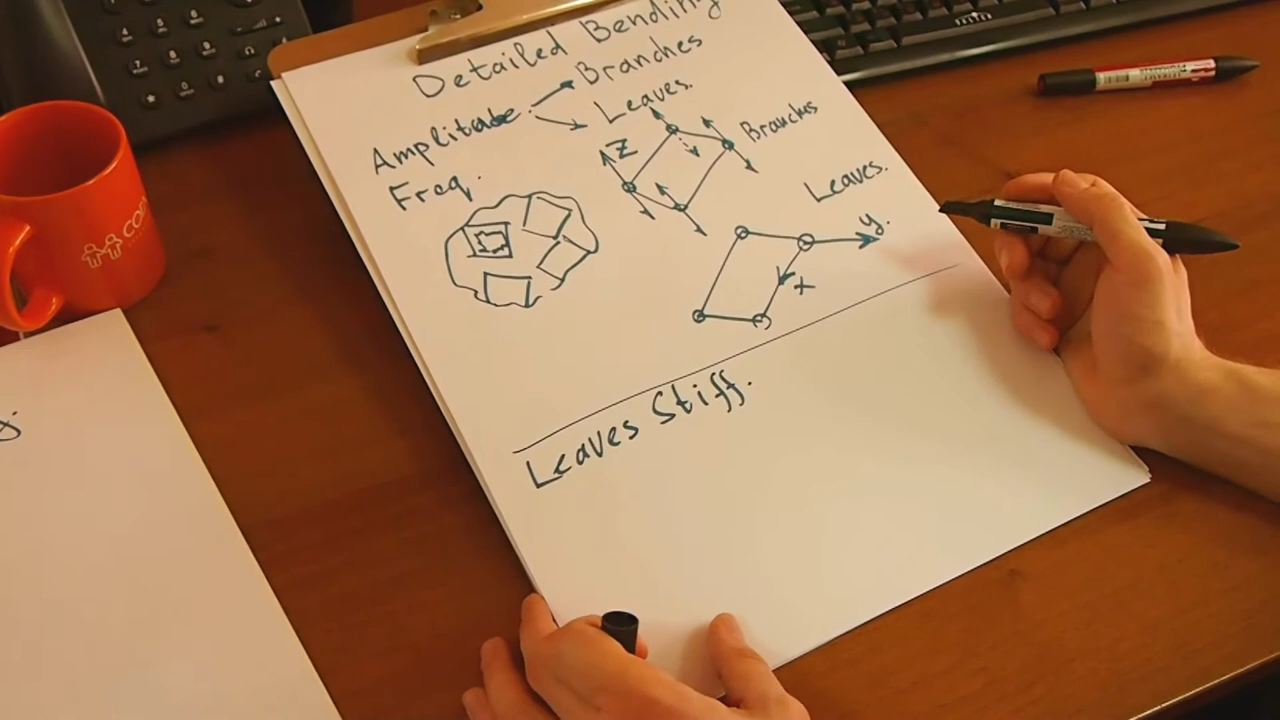 Detailed Bending
Amplitude
Branches
Leaves.
Freq.
Z
Branches
Leaves.
y.
x
Leaves Stiff.